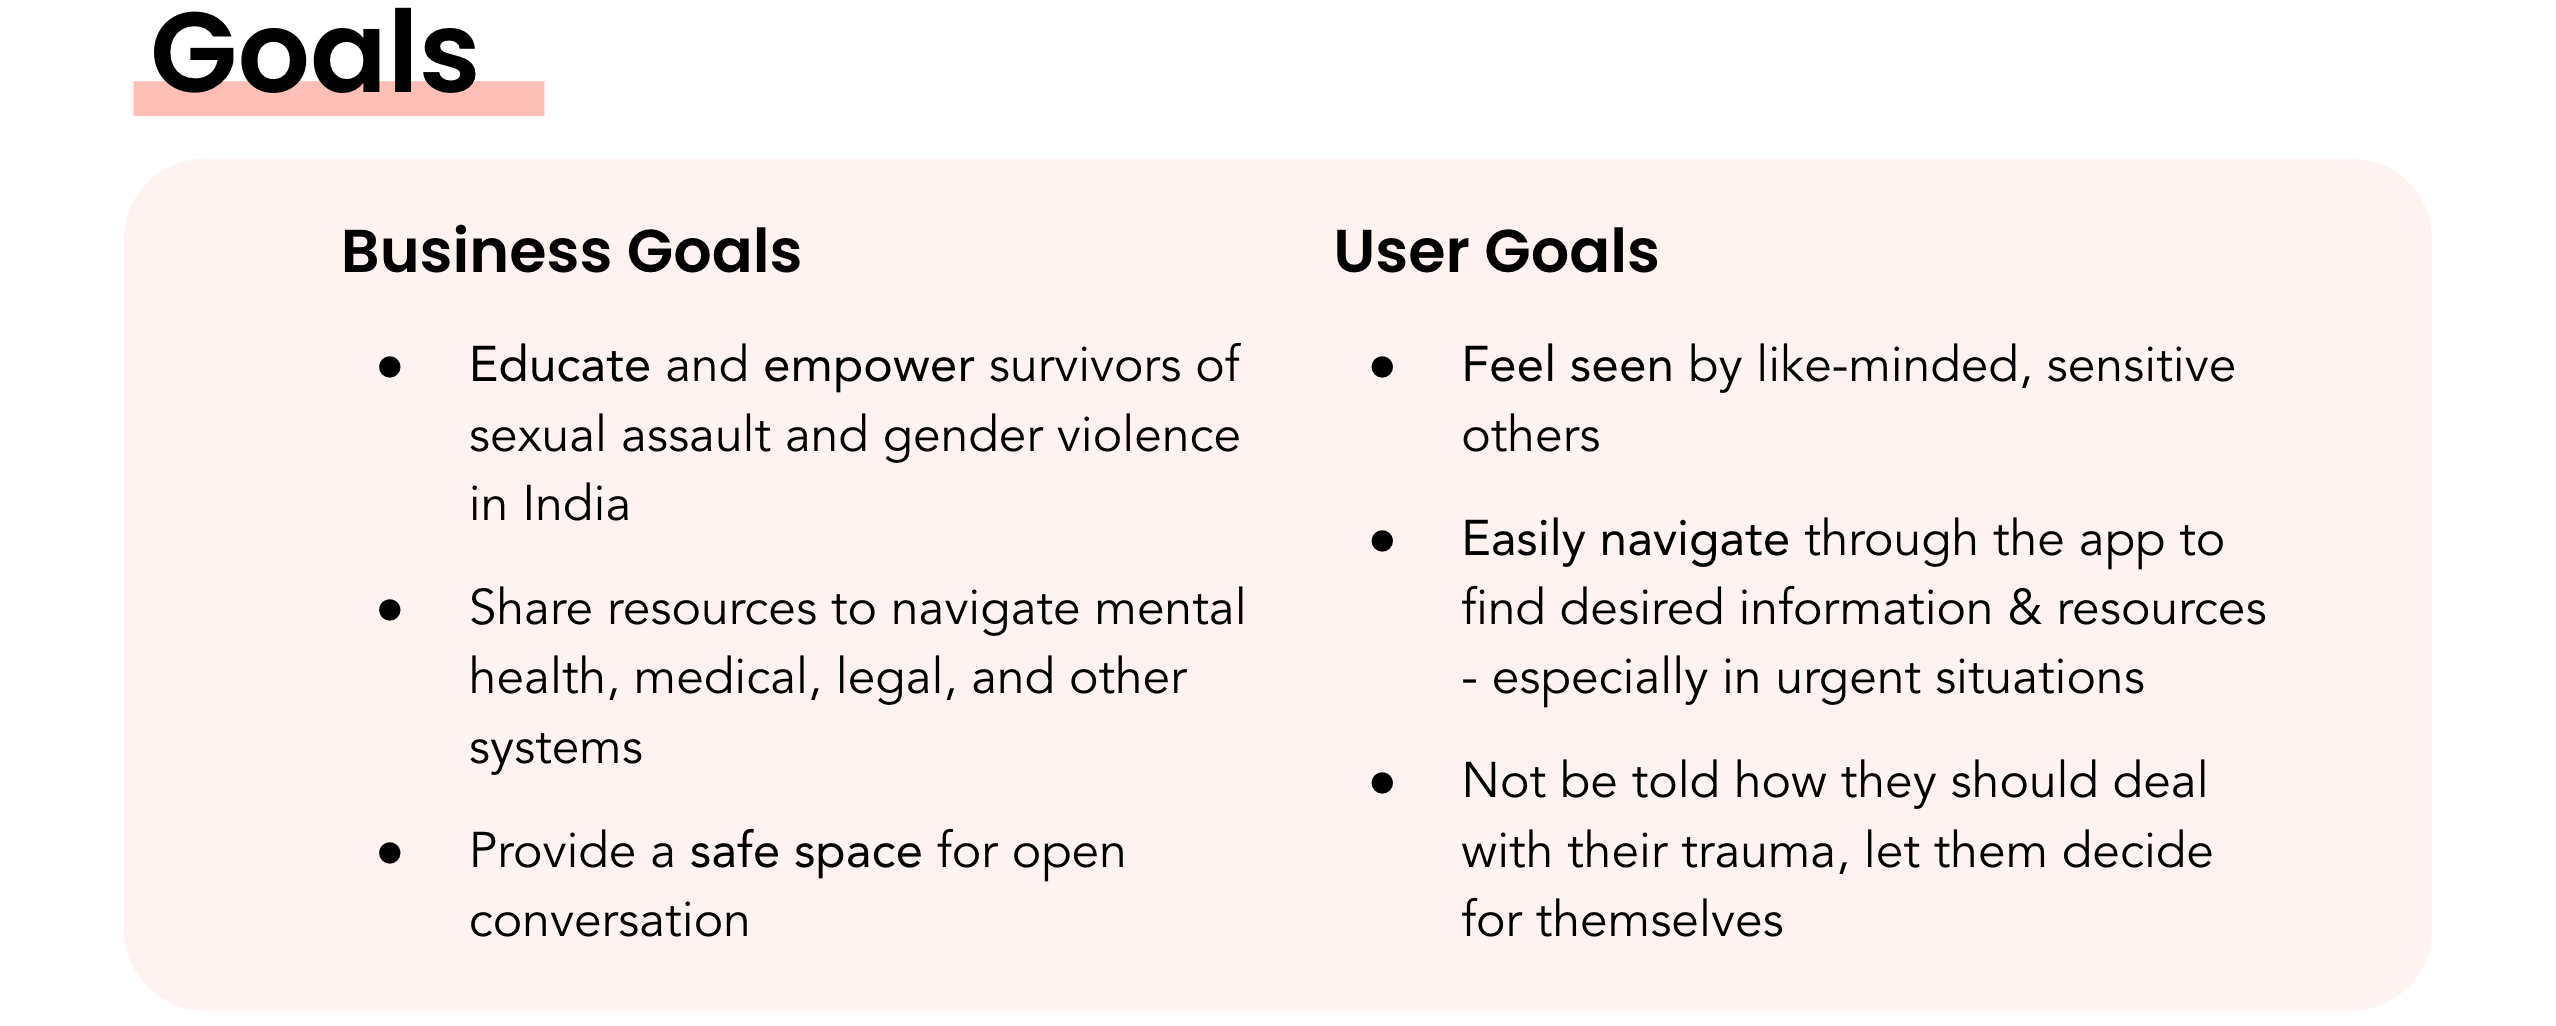 Goals
Business Goals
● Educate and empower survivors of
sexual assault and gender violence
in India
● Share resources to navigate mental
health, medical, legal, and other
systems
● Provide a safe space for open
conversation
User Goals
● Feel seen by like-minded, sensitive
others
● Easily navigate through the app to
find desired information & resources
- especially in urgent situations
● Not be told how they should deal
with their trauma, let them decide
for themselves